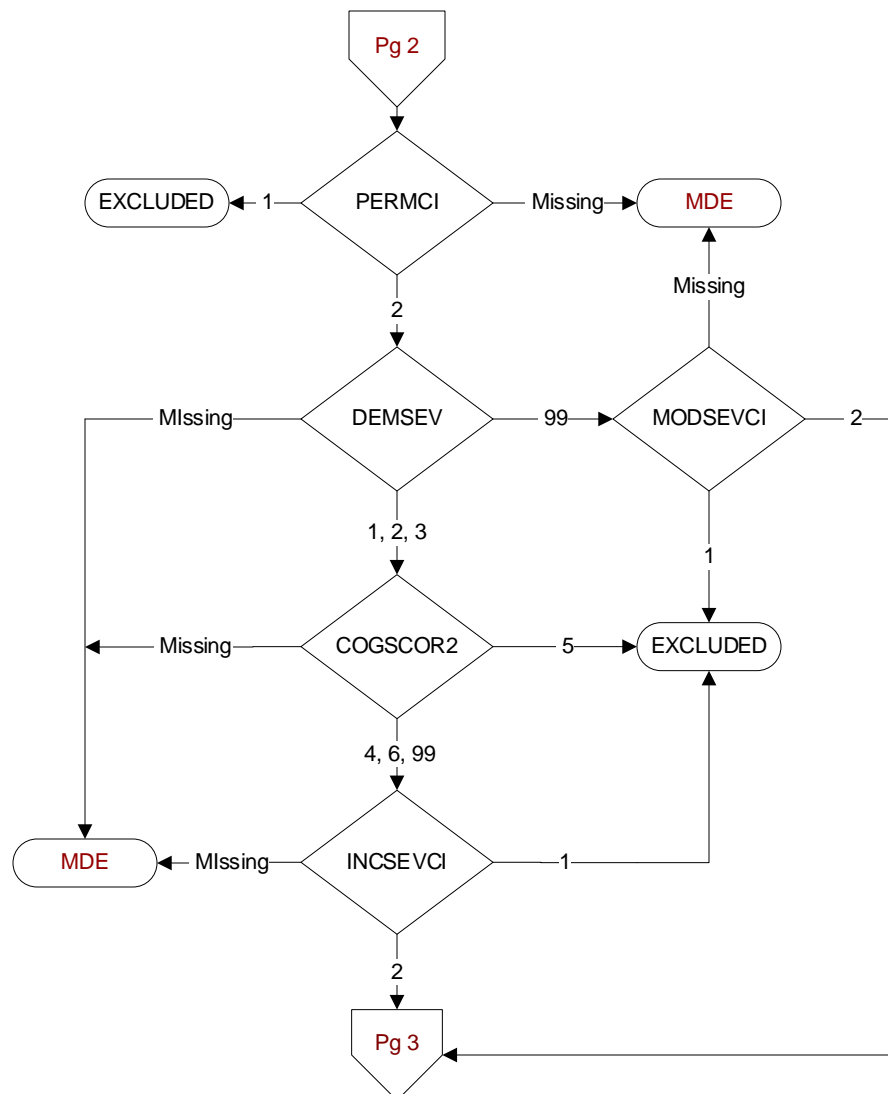 Pg 2
EXCLUDED
1
PERMCI
Missing
MDE
2
Missing
MIssing
DEMSEV
99
MODSEVCI
2
1, 2, 3
1
Missing
COGSCOR2
5
EXCLUDED
4, 6, 99
MDE
MIssing
INCSEVCI
1
2
Pg 3